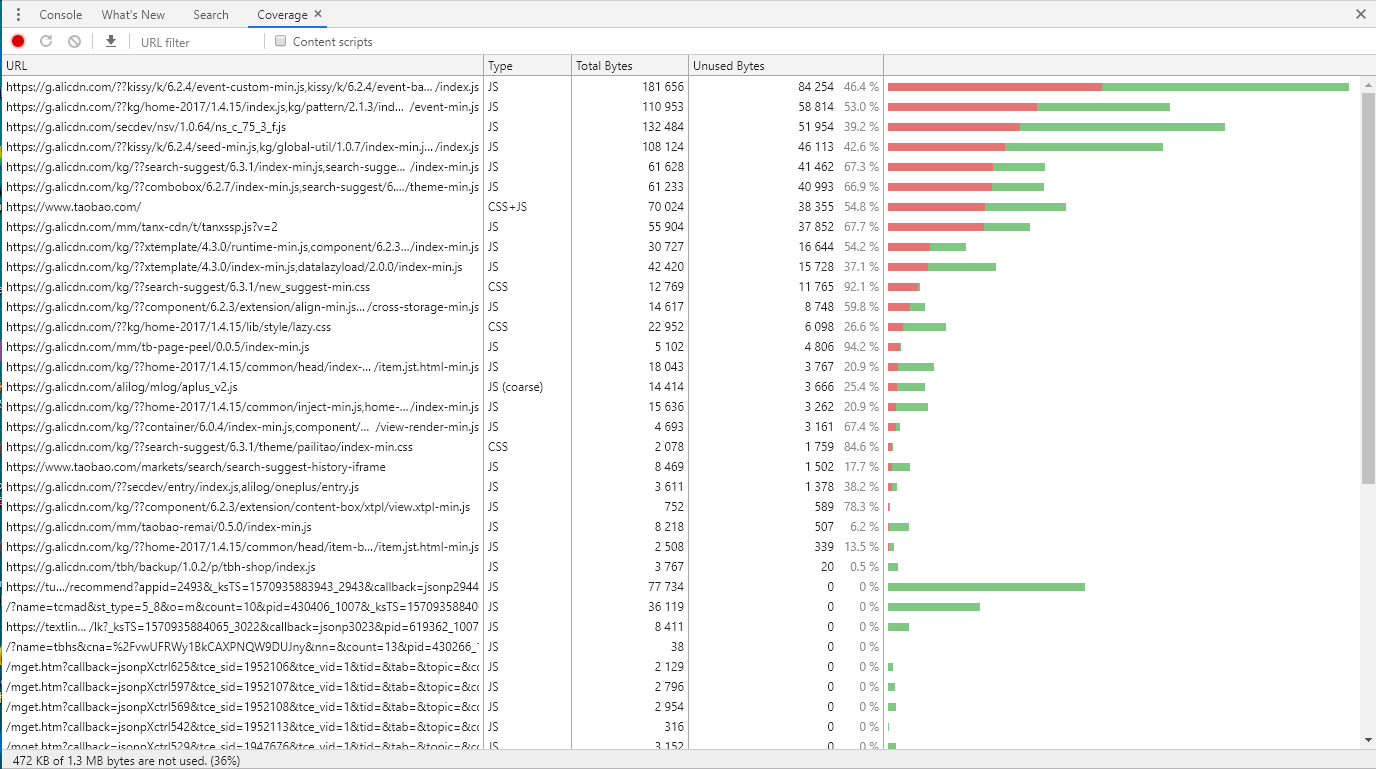 Console What's New Search Coverage ×
URL filter Content scripts
URL Type Total Bytes Unused Bytes
https://g.alicdn.com/??kissy/k/6.2.4/event-custom-min.js,kissy/k/6.2.4/event-ba... /index.js JS 181 656 84 254 46.4 %
https://g.alicdn.com/??kg/home-2017/1.4.15/index.js,kg/pattern/2.1.3/ind... /event-min.js JS 110 953 58 814 53.0 %
https://g.alicdn.com/secdev/nsv/1.0.64/ns_c_75_3_f.js JS 132 484 51 954 39.2 %
https://g.alicdn.com/??kissy/k/6.2.4/seed-min.js,kg/global-util/1.0.7/index-min.j... /index.js JS 108 124 46 113 42.6 %
https://g.alicdn.com/kg/??search-suggest/6.3.1/index-min.js,search-sugge... /index-min.js JS 61 628 41 462 67.3 %
https://g.alicdn.com/kg/??combobox/6.2.7/index-min.js,search-suggest/6..../theme-min.js JS 61 233 40 993 66.9 %
https://www.taobao.com/ CSS+JS 70 024 38 355 54.8 %
https://g.alicdn.com/mm/tanx-cdn/t/tanxssp.js?v=2 JS 55 904 37 852 67.7 %
https://g.alicdn.com/kg/??xtemplate/4.3.0/runtime-min.js,component/6.2.3.../index-min.js JS 30 727 16 644 54.2 %
https://g.alicdn.com/kg/??xtemplate/4.3.0/index-min.js,datalazyload/2.0.0/index-min.js JS 42 420 15 728 37.1 %
https://g.alicdn.com/kg/??search-suggest/6.3.1/new_suggest-min.css CSS 12 769 11 765 92.1 %
https://g.alicdn.com/kg/??component/6.2.3/extension/align-min.js... /cross-storage-min.js JS 14 617 8 748 59.8 %
https://g.alicdn.com/??kg/home-2017/1.4.15/lib/style/lazy.css CSS 22 952 6 098 26.6 %
https://g.alicdn.com/mm/tb-page-peel/0.0.5/index-min.js JS 5 102 4 806 94.2 %
https://g.alicdn.com/kg/??home-2017/1.4.15/common/head/index-... /item.jst.html-min.js JS 18 043 3 767 20.9 %
https://g.alicdn.com/alilog/mlog/aplus_v2.js JS (coarse) 14 414 3 666 25.4 %
https://g.alicdn.com/kg/??home-2017/1.4.15/common/inject-min.js,home-... /index-min.js JS 15 636 3 262 20.9 %
https://g.alicdn.com/kg/??container/6.0.4/index-min.js,component/... /view-render-min.js JS 4 693 3 161 67.4 %
https://g.alicdn.com/kg/??search-suggest/6.3.1/theme/pailitao/index-min.css CSS 2 078 1 759 84.6 %
https://www.taobao.com/markets/search/search-suggest-history-iframe JS 8 469 1 502 17.7 %
https://g.alicdn.com/??secdev/entry/index.js,alilog/oneplus/entry.js JS 3 611 1 378 38.2 %
https://g.alicdn.com/kg/??component/6.2.3/extension/content-box/xtpl/view.xtpl-min.js JS 752 589 78.3 %
https://g.alicdn.com/mm/taobao-remai/0.5.0/index-min.js JS 8 218 507 6.2 %
https://g.alicdn.com/kg/??home-2017/1.4.15/common/head/item-b.../item.jst.html-min.js JS 2 508 339 13.5 %
https://g.alicdn.com/tbh/backup/1.0.2/p/tbh-shop/index.js JS 3 767 20 0.5 %
https://tu.../recommend?appid=2493&_ksTS=1570935883943_2943&callback=jsonp2944 JS 77 734 0 0 %
/?name=tcmad&st_type=5_8&o=m&count=10&pid=430406_1007&_ksTS=15709358840 JS 36 119 0 0 %
https://textlin... /lk?_ksTS=1570935884065_3022&callback=jsonp3023&pid=619362_1007 JS 8 411 0 0 %
/?name=tbhs&cna=%2FvwUFRWy1BkCAXPNQW9DUJny&nn=&count=13&pid=430266_ JS 38 0 0 %
/mget.htm?callback=jsonpXctrl625&tce_sid=1952106&tce_vid=1&tid=&tab=&topic=&cc JS 2 129 0 0 %
/mget.htm?callback=jsonpXctrl597&tce_sid=1952107&tce_vid=1&tid=&tab=&topic=&cc JS 2 796 0 0 %
/mget.htm?callback=jsonpXctrl569&tce_sid=1952108&tce_vid=1&tid=&tab=&topic=&cc JS 2 954 0 0 %
/mget.htm?callback=jsonpXctrl542&tce_sid=1952113&tce_vid=1&tid=&tab=&topic=&cc JS 316 0 0 %
/mget.htm?callback=jsonpXctrl529&tce_sid=1947676&tce_vid=1&tid=&tab=&topic=&cc JS 3 152 0 0 %
472 KB of 1.3 MB bytes are not used. (36%)